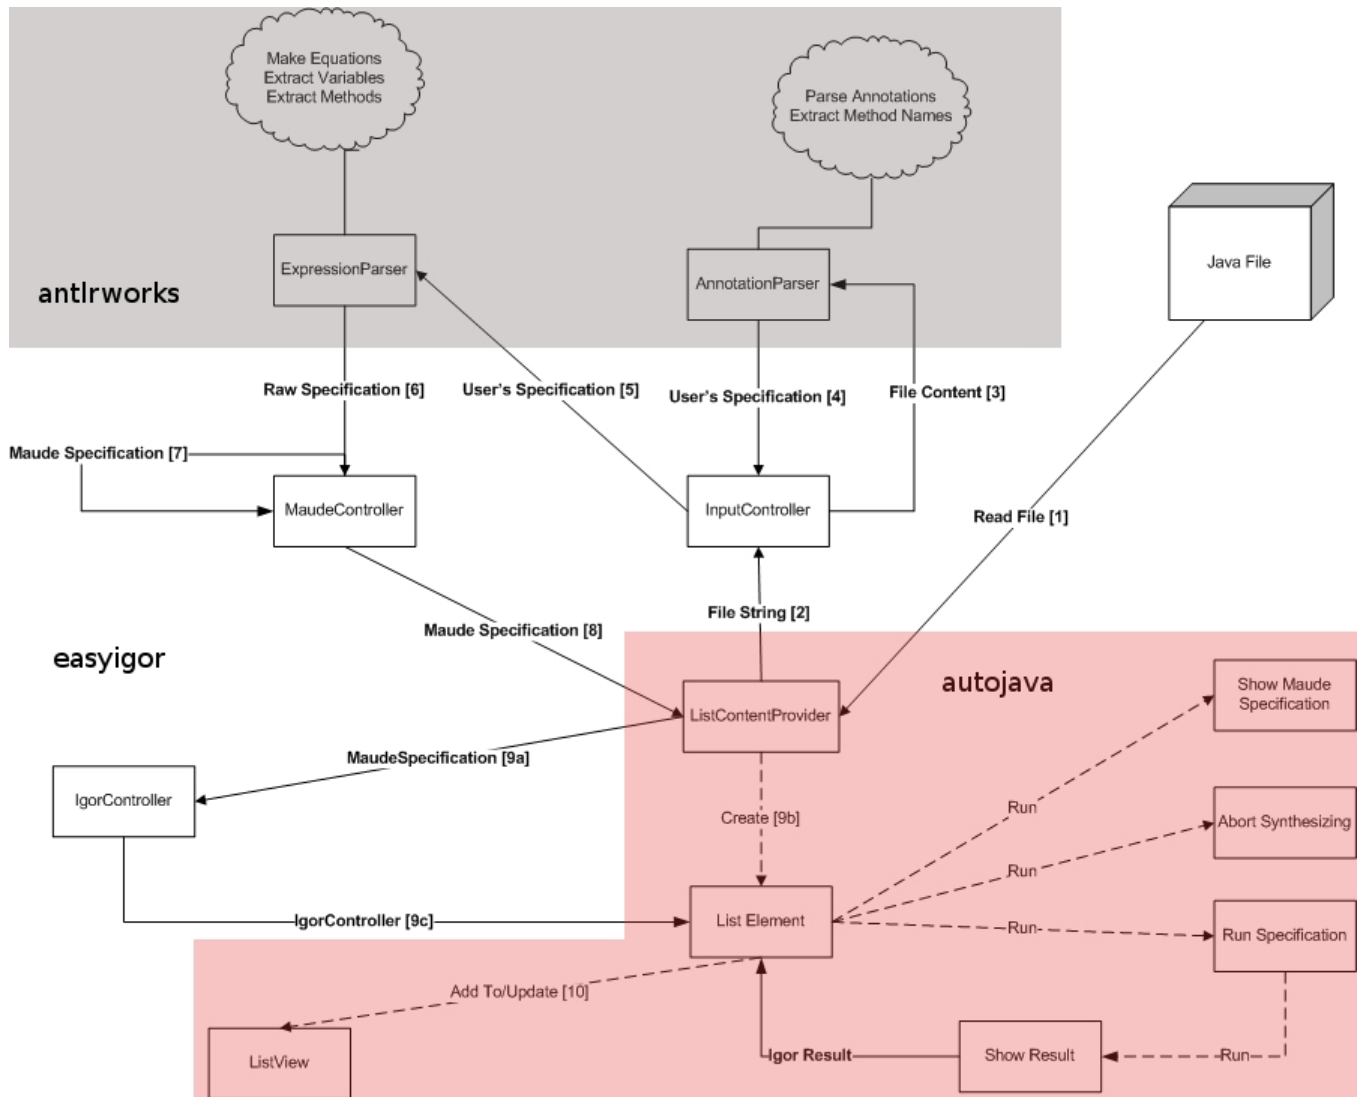 Make Equations
Extract Variables
Extract Methods
Parse Annotations
Extract Method Names
Java File
ExpressionParser
AnnotationParser
antlrworks
Raw Specification [6]
User's Specification [5]
User's Specification [4]
File Content [3]
Maude Specification [7]
MaudeController
InputController
Read File [1]
File String [2]
Maude Specification [8]
easyigor
autojava
Show Maude
Specification
ListContentProvider
MaudeSpecification [9a]
IgorController
Create [9b]
Run
Abort Synthesizing
Run
IgorController [9c]
List Element
Run
Run Specification
Add To/Update [10]
ListView
Igor Result
Show Result
Run